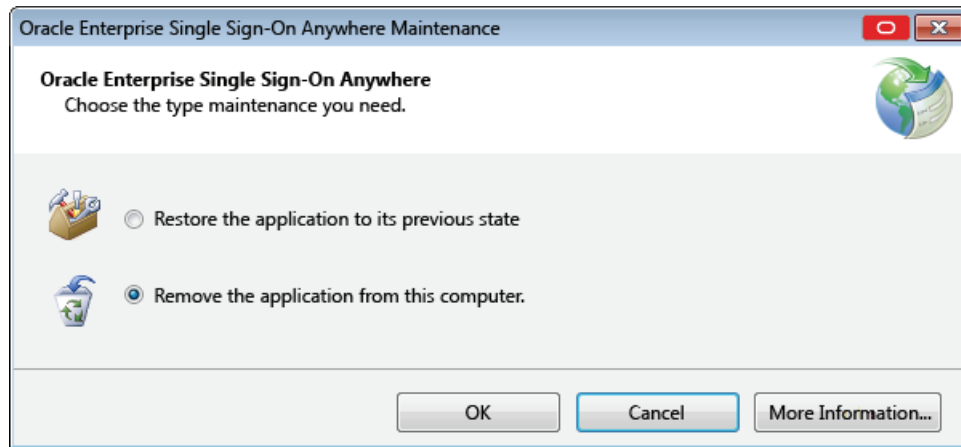 Oracle Enterprise Single Sign-On Anywhere Maintenance
Oracle Enterprise Single Sign-On Anywhere
Choose the type maintenance you need.
Restore the application to its previous state
Remove the application from this computer.
OK Cancel More Information...